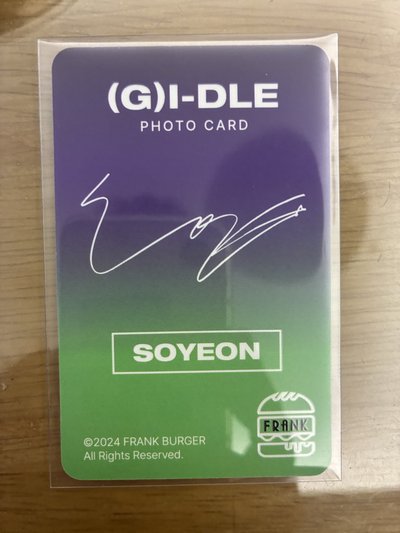 (G)I-DLE
PHOTO CARD
SOYEON
©2024 FRANK BURGER
All Rights Reserved.
FRANK